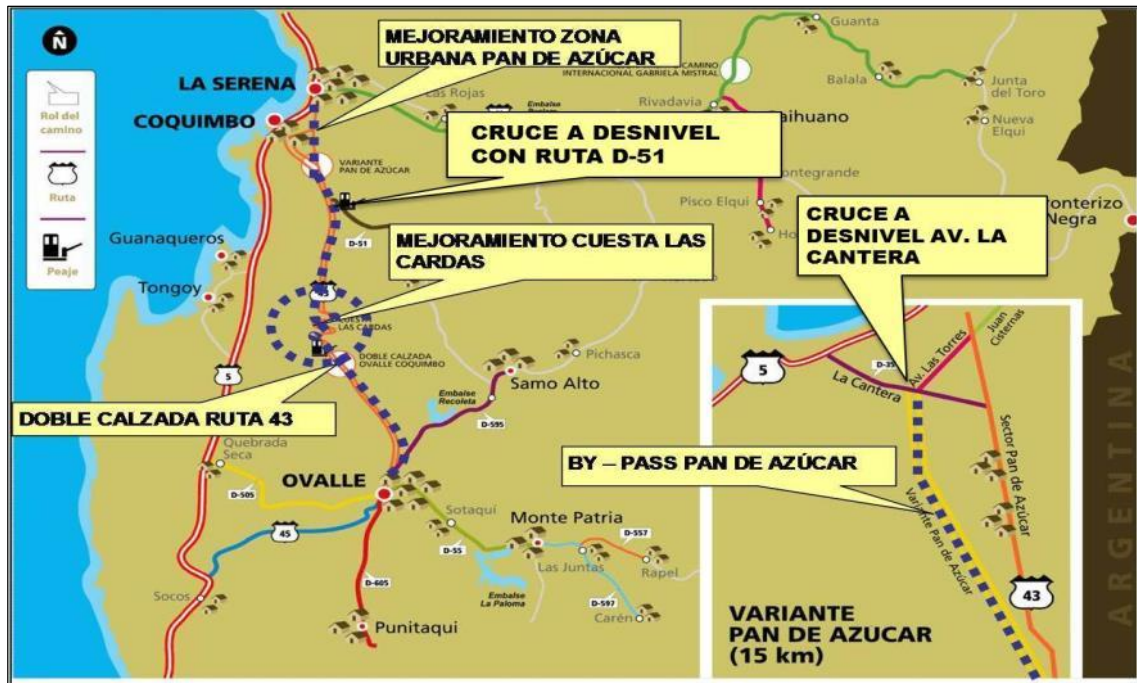 N
Rol del
camino
Ruta
Peaje
MEJORAMIENTO ZONA
URBANA PAN DE AZÚCAR
CAMINO
INTERNACIONAL GABRIELA MISTRAL
Guanta
Balala
Junta
del Toro
Nueva
Elqui
LA SERENA
COQUIMBO
Las Rojas
Embalse
Rivadavia
CRUCE A DESNIVEL
CON RUTA D-51
VARIANTE
PAN DE AZÚCAR
D-51
Pisco Elqui
CRUCE A
DESNIVEL AV. LA
CANTERA
Negra
Guanaqueros
Tongoy
MEJORAMIENTO CUESTA LAS
CARDAS
43
LAS CARDAS
DOBLE CALZADA
OVALLE COQUIMBO
5
Pichasca
Samo Alto
Embalse
Recoleta
D-595
DOBLE CALZADA RUTA 43
Quebrada
Seca
D-505
OVALLE
45
Sotaquí
D-55
Monte Patria
D-557
Las Juntas
Rapel
D-605
Embalse
La Paloma
D-597
Carén
Socos
Punitaqui
5
La Cantera
Av. Las Torres
Juan
Cisternas
Sector Pan de Azúcar
BY – PASS PAN DE AZÚCAR
Variante Pan de Azúcar
43
VARIANTE
PAN DE AZUCAR
(15 km)
ARGENTINA